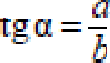 tg α = a/b